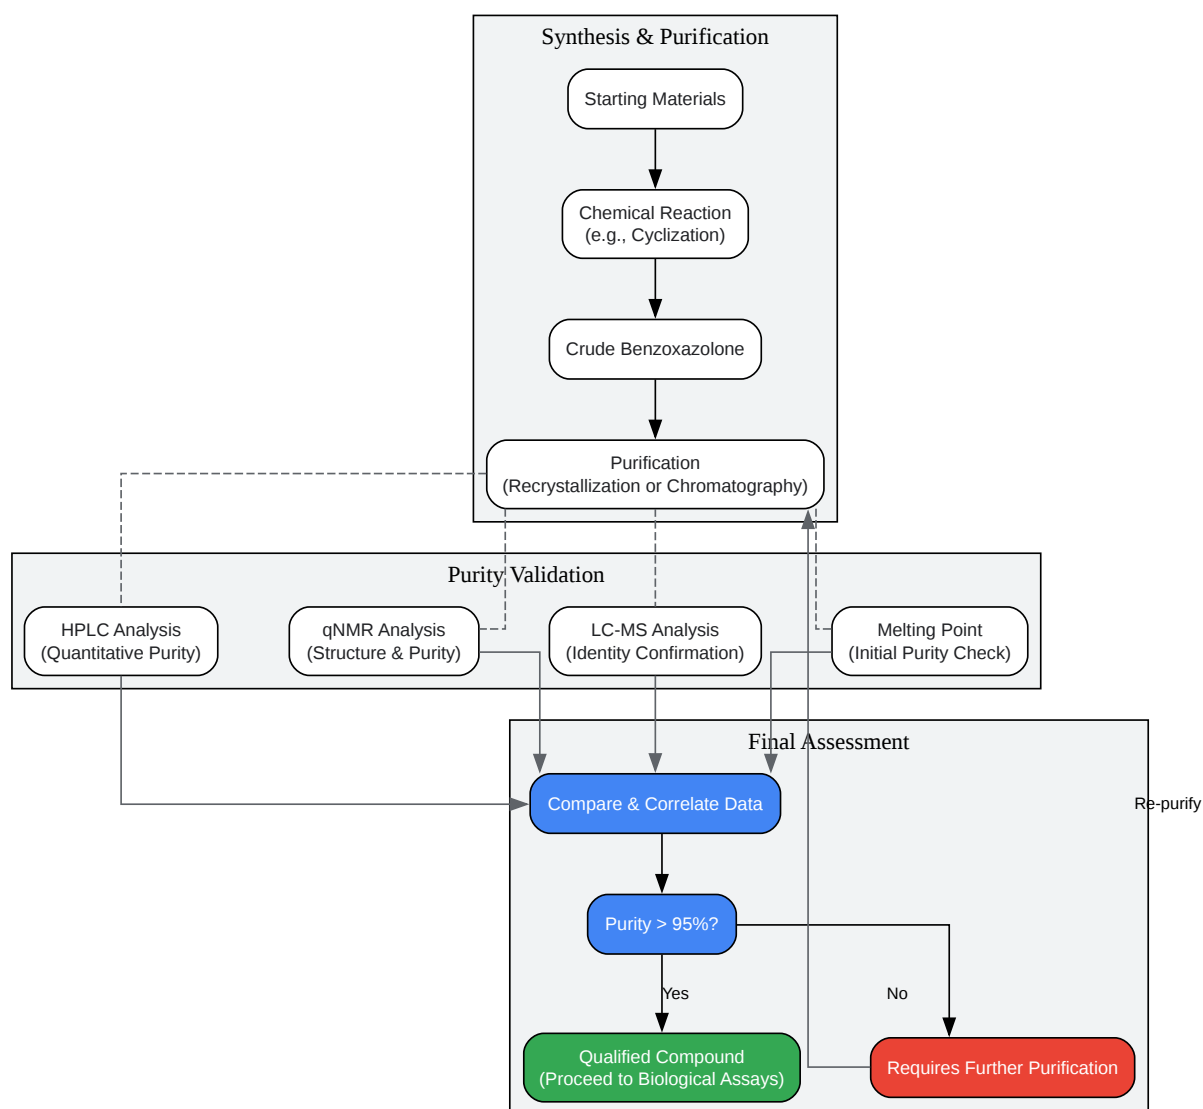 Synthesis & Purification
Starting Materials
Chemical Reaction
(e.g., Cyclization)
Crude Benzoxazolone
Purification
(Recrystallization or Chromatography)
Purity Validation
HPLC Analysis
(Quantitative Purity)
qNMR Analysis
(Structure & Purity)
LC-MS Analysis
(Identity Confirmation)
Melting Point
(Initial Purity Check)
Final Assessment
Compare & Correlate Data
Re-purify
Purity > 95%?
Yes
No
Qualified Compound
(Proceed to Biological Assays)
Requires Further Purification